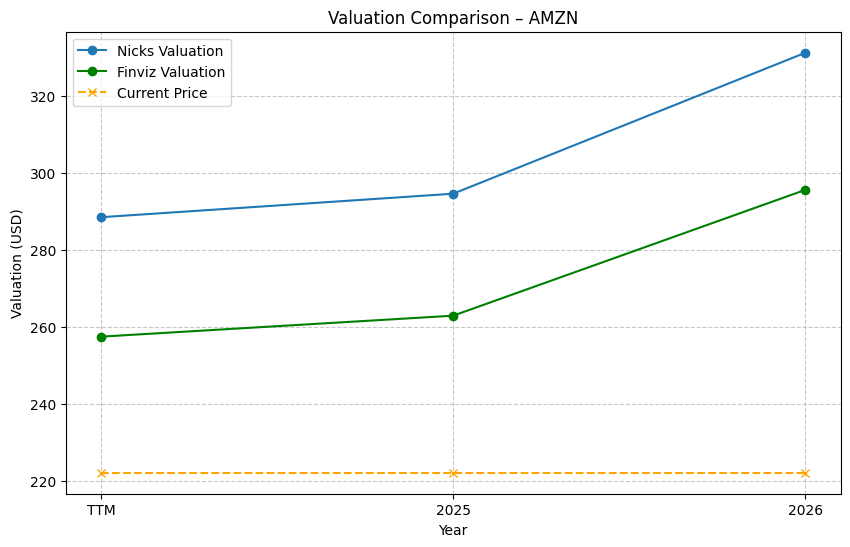 Valuation Comparison – AMZN
Nicks Valuation
Finviz Valuation
Current Price
Valuation (USD)
320
300
280
260
240
220
TTM
2025
2026
Year